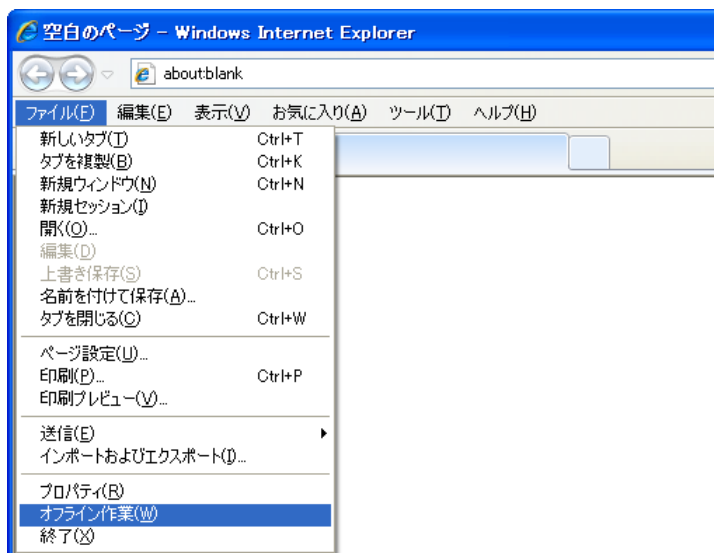 空白のページ - Windows Internet Explorer
about:blank
ファイル(F) 編集(E) 表示(V) お気に入り(A) ツール(T) ヘルプ(H)
新しいタブ(T) Ctrl+T
タブを複製(B) Ctrl+K
新規ウィンドウ(N) Ctrl+N
新規セッション(I)
開く(O)... Ctrl+O
編集(D)
上書き保存(S) Ctrl+S
名前を付けて保存(A)...
タブを閉じる(C) Ctrl+W
ページ設定(U)...
印刷(P)... Ctrl+P
印刷プレビュー(V)...
送信(E)
インポートおよびエクスポート(I)...
プロパティ(R)
オフライン作業(W)
終了(X)